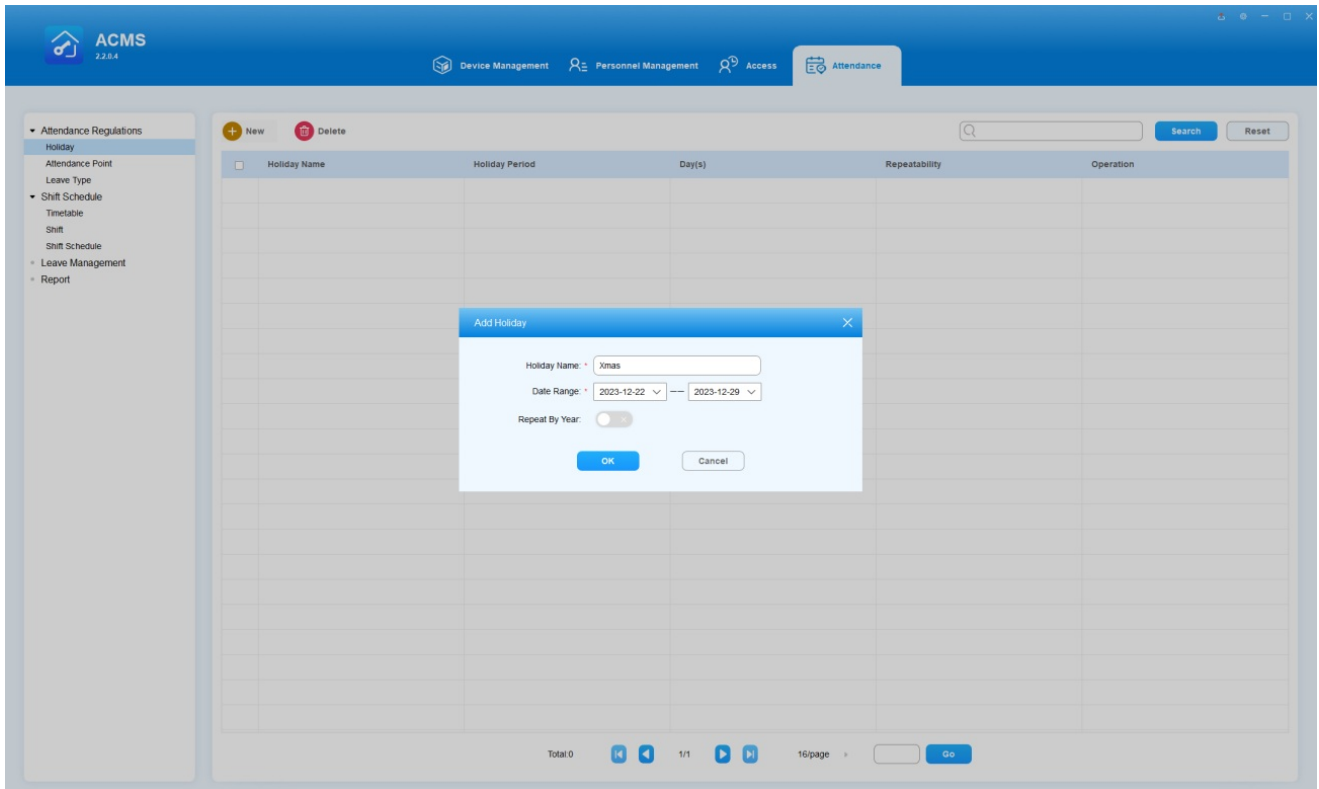 ACMS
2.2.0.4
Device Management Personnel Management Access Attendance
Attendance Regulations
Holiday
Attendance Point
Leave Type
Shift Schedule
Timetable
Shift
Shift Schedule
Leave Management
Report
New Delete Search Reset
Holiday Name Holiday Period Day(s) Repeatability Operation
Add Holiday
Holiday Name: * Xmas
Date Range: * 2023-12-22 —— 2023-12-29
Repeat By Year:
OK Cancel
Total:0 1/1 16/page Go